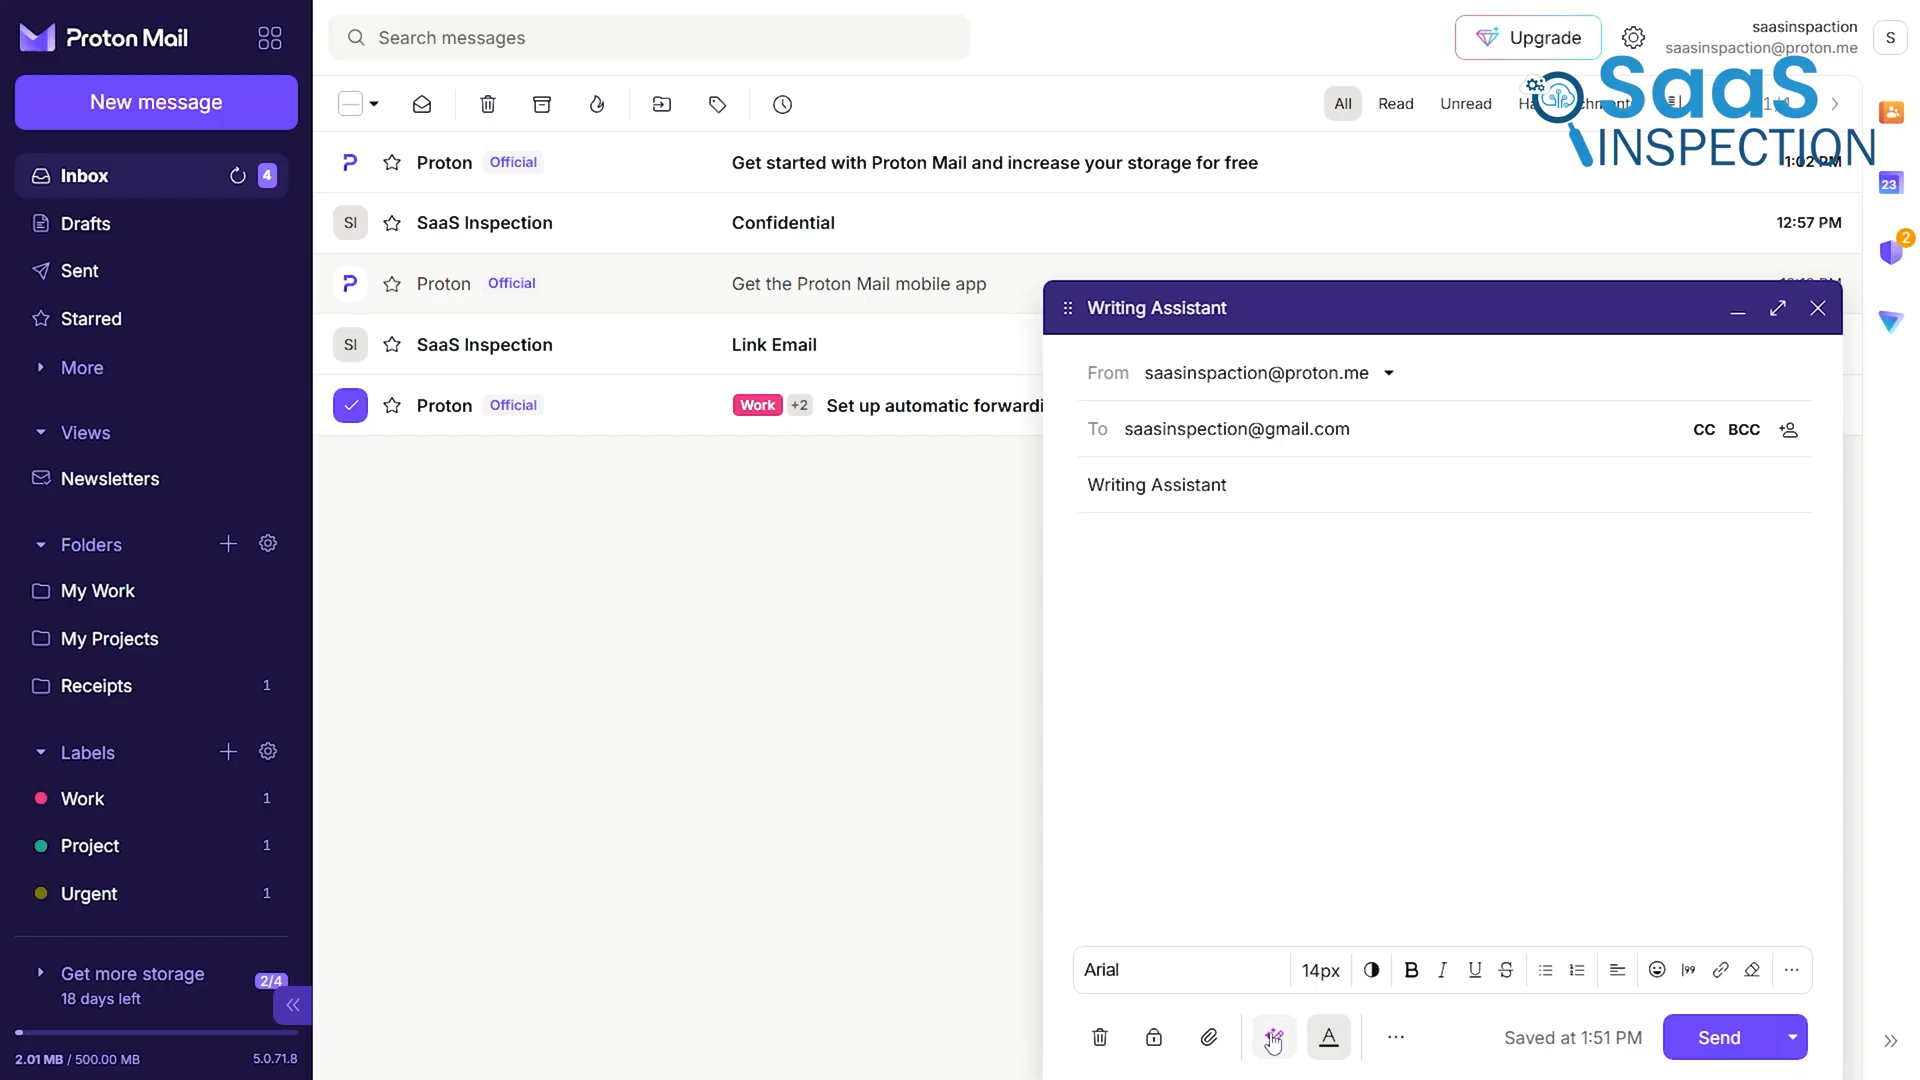 Proton Mail
New message
Inbox 4
Drafts
Sent
Starred
More
Views
Newsletters
Folders
My Work
My Projects
Receipts 1
Labels
Work 1
Project 1
Urgent 1
Get more storage 2/4
18 days left
2.01 MB / 500.00 MB 5.0.71.8
Search messages
Upgrade
saasinspaction
saasinspaction@proton.me
S
All Read Unread
SaaS
INSPECTION
23
2
Proton Official Get started with Proton Mail and increase your storage for free 1:02 PM
SI SaaS Inspection Confidential 12:57 PM
Proton Official Get the Proton Mail mobile app
SI SaaS Inspection Link Email
Proton Official Work +2 Set up automatic forwardi
Writing Assistant
From saasinspaction@proton.me
To saasinspection@gmail.com CC BCC
Writing Assistant
Arial 14px B I U S
A Saved at 1:51 PM Send